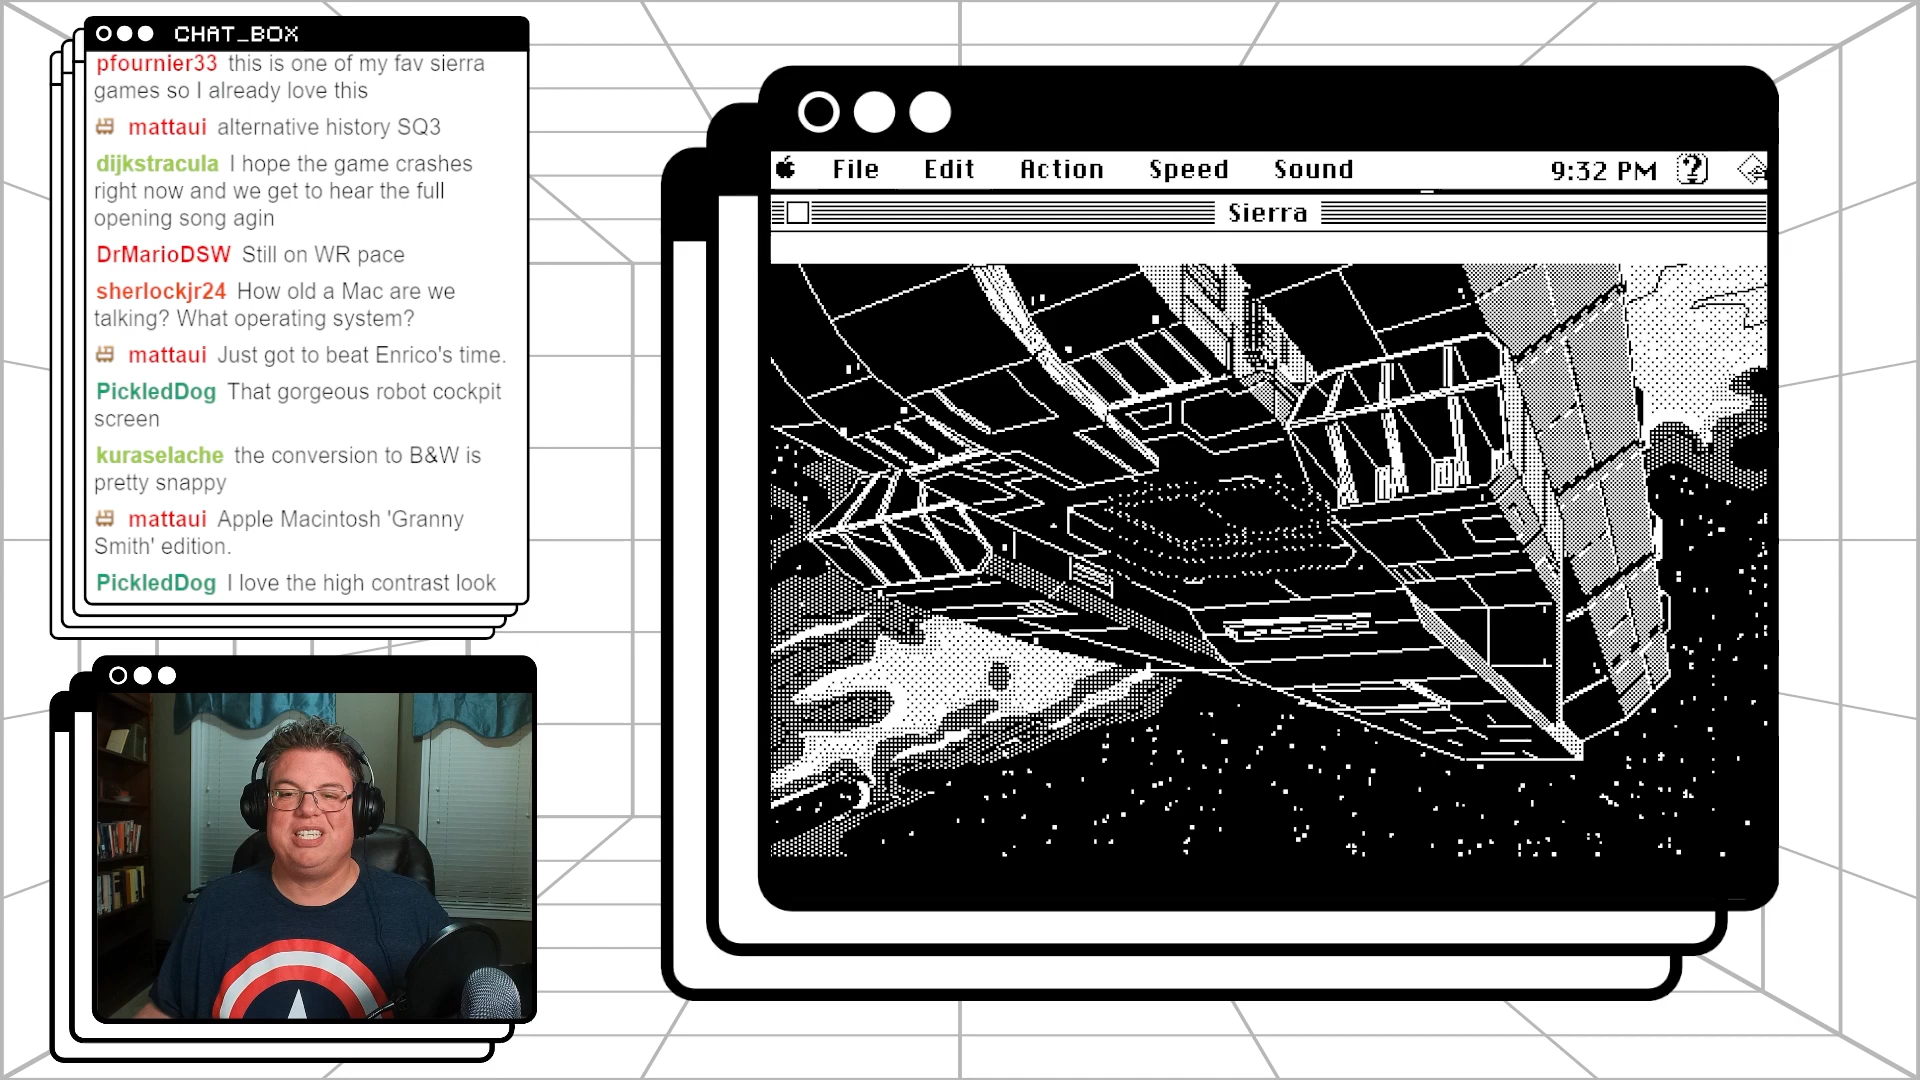 CHAT_BOX
pfournier33 this is one of my fav sierra
games so I already love this
mattaui alternative history SQ3
dijkstracula I hope the game crashes
right now and we get to hear the full
opening song agin
DrMarioDSW Still on WR pace
sherlockjr24 How old a Mac are we
talking? What operating system?
mattaui Just got to beat Enrico's time.
PickledDog That gorgeous robot cockpit
screen
kuraselache the conversion to B&W is
pretty snappy
mattaui Apple Macintosh 'Granny
Smith' edition.
PickledDog I love the high contrast look
File Edit Action Speed Sound 9:32 PM ?
Sierra